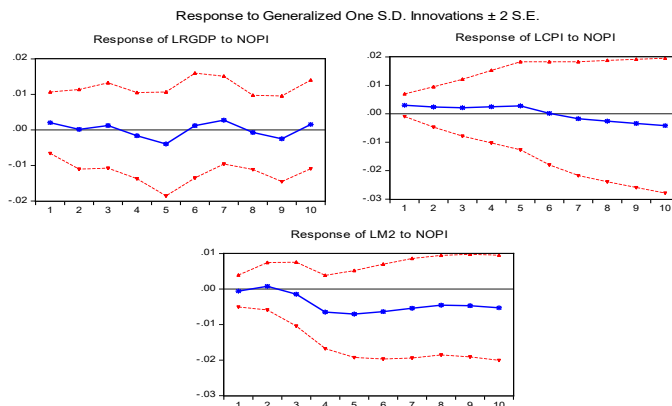 Response to Generalized One S.D. Innovations ± 2 S.E.
Response of LRGDP to NOPI
.02
.01
.00
-.01
-.02
1 2 3 4 5 6 7 8 9 10
Response of LCPI to NOPI
.02
.01
.00
-.01
-.02
-.03
1 2 3 4 5 6 7 8 9 10
Response of LM2 to NOPI
.01
.00
-.01
-.02
-.03
1 2 3 4 5 6 7 8 9 10